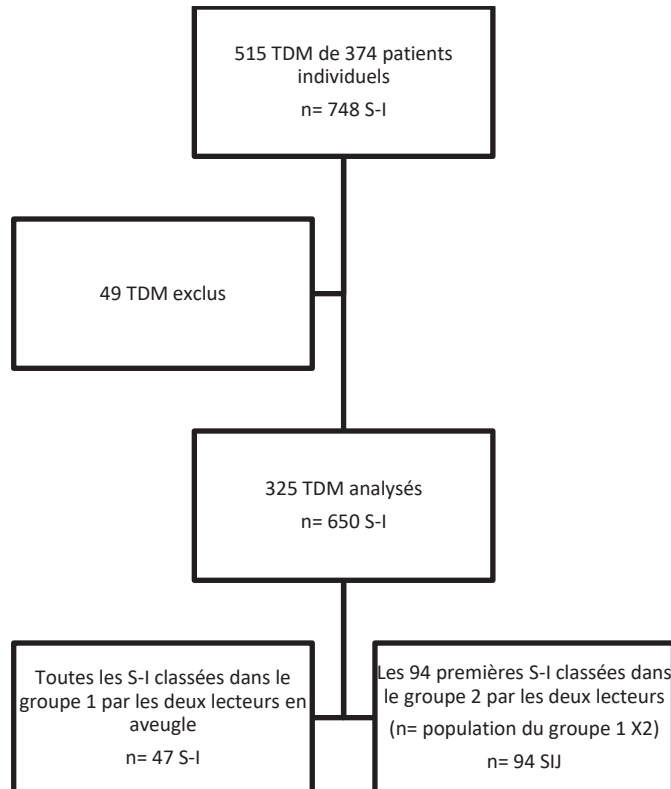 515 TDM de 374 patients
individuels
n= 748 S-I
49 TDM exclus
325 TDM analysés
n= 650 S-I
Toutes les S-I classées dans le
groupe 1 par les deux lecteurs en
aveugle
n= 47 S-I
Les 94 premières S-I classées dans
le groupe 2 par les deux lecteurs
(n= population du groupe 1 X2)
n= 94 SIJ